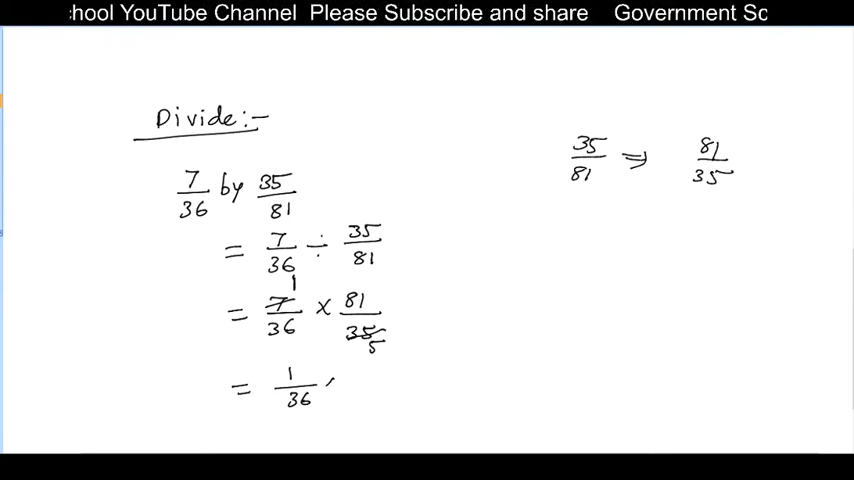 hool YouTube Channel Please Subscribe and share Government Sc
Divide:-
35/81 ⇒ 81/35
7/36 by 35/81
= 7/36 ÷ 35/81
1
= 7/36 × 81/35
5
= 1/36